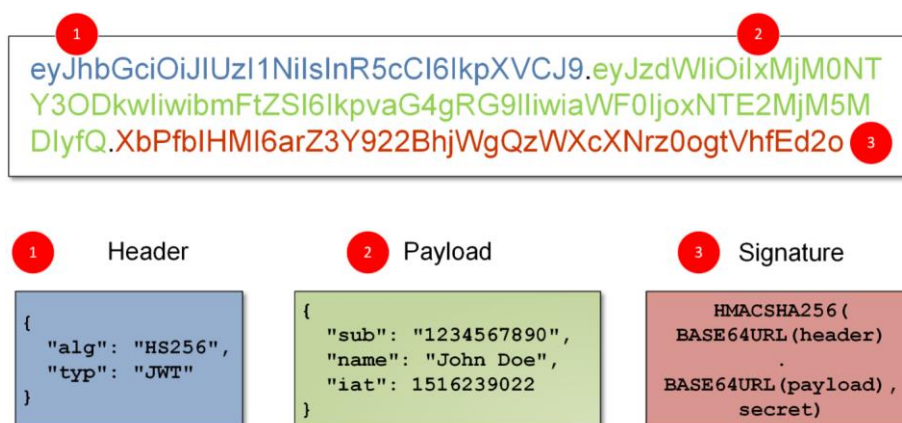 1
2
eyJhbGciOiJIUzI1NiIsInR5cCI6IkpXVCJ9.eyJzdWIiOiIxMjM0NT
Y3ODkwIiwibmFtZSI6IkpvaG4gRG9lIiwiaWF0IjoxNTE2MjM5M
DIyfQ.XbPfbIHMI6arZ3Y922BhjWgQzWXcXNrz0ogtVhfEd2o
3
1 Header
2 Payload
3 Signature
{
"alg": "HS256",
"typ": "JWT"
}
{
"sub": "1234567890",
"name": "John Doe",
"iat": 1516239022
}
HMACSHA256(
BASE64URL(header)
.
BASE64URL(payload),
secret)